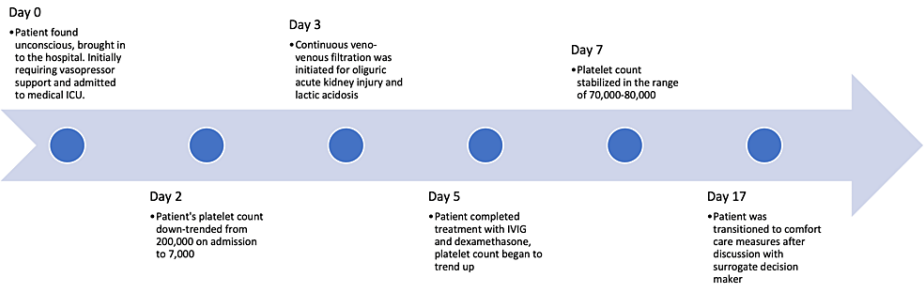 Day 0
•Patient found
unconscious, brought in
to the hospital. Initially
requiring vasopressor
support and admitted
to medical ICU.
Day 2
•Patient's platelet count
down-trended from
200,000 on admission
to 7,000
Day 3
•Continuous veno-
venous filtration was
initiated for oliguric
acute kidney injury and
lactic acidosis
Day 5
•Patient completed
treatment with IVIG
and dexamethasone,
platelet count began to
trend up
Day 7
•Platelet count
stabilized in the range
of 70,000-80,000
Day 17
•Patient was
transitioned to comfort
care measures after
discussion with
surrogate decision
maker